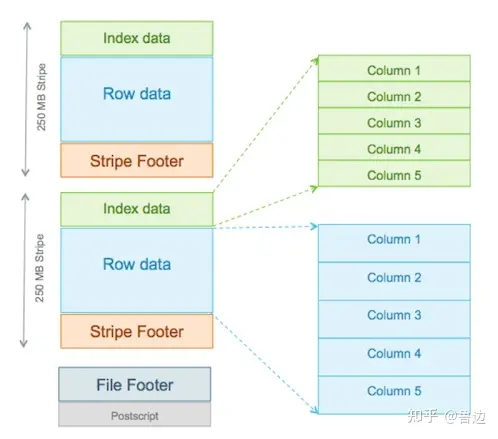 250 MB Stripe
Index data
Row data
Stripe Footer
250 MB Stripe
Index data
Row data
Stripe Footer
File Footer
Postscript
Column 1
Column 2
Column 3
Column 4
Column 5
Column 1
Column 2
Column 3
Column 4
Column 5
知乎 @鲁边